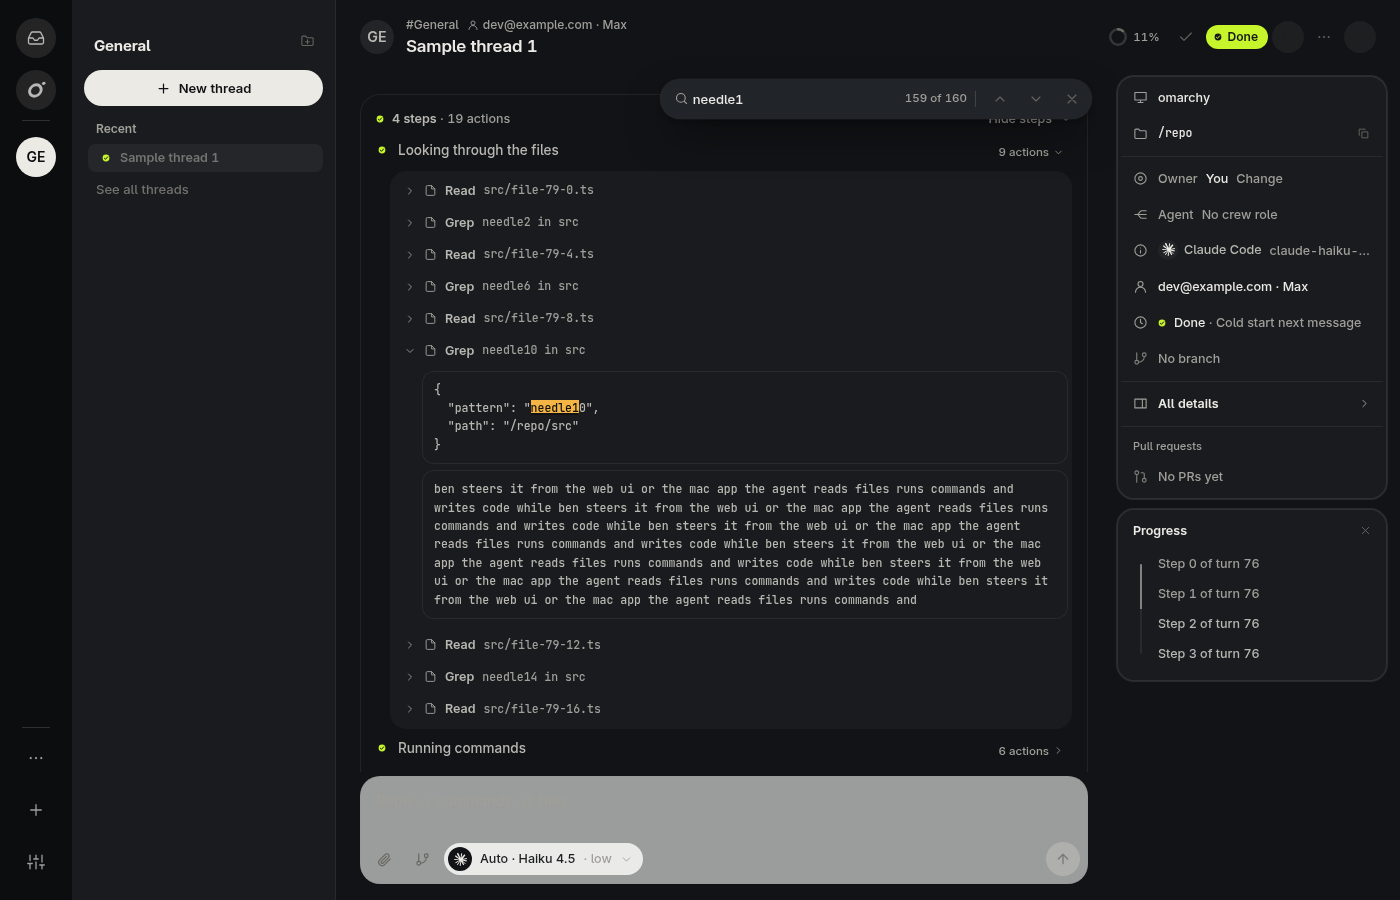 General
New thread
Recent
Sample thread 1
See all threads
GE
GE
#General dev@example.com · Max
Sample thread 1
11%
Done
needle1
159 of 160
4 steps · 19 actions
Hide steps
Looking through the files
9 actions
Read src/file-79-0.ts
Grep needle2 in src
Read src/file-79-4.ts
Grep needle6 in src
Read src/file-79-8.ts
Grep needle10 in src
{
"pattern": "needle10",
"path": "/repo/src"
}
ben steers it from the web ui or the mac app the agent reads files runs commands and
writes code while ben steers it from the web ui or the mac app the agent reads files runs
commands and writes code while ben steers it from the web ui or the mac app the agent
reads files runs commands and writes code while ben steers it from the web ui or the mac
app the agent reads files runs commands and writes code while ben steers it from the web
ui or the mac app the agent reads files runs commands and writes code while ben steers it
from the web ui or the mac app the agent reads files runs commands and
Read src/file-79-12.ts
Grep needle14 in src
Read src/file-79-16.ts
Running commands
6 actions
Auto · Haiku 4.5 · low
omarchy
/repo
Owner You Change
Agent No crew role
Claude Code claude-haiku-...
dev@example.com · Max
Done · Cold start next message
No branch
All details
Pull requests
No PRs yet
Progress
Step 0 of turn 76
Step 1 of turn 76
Step 2 of turn 76
Step 3 of turn 76